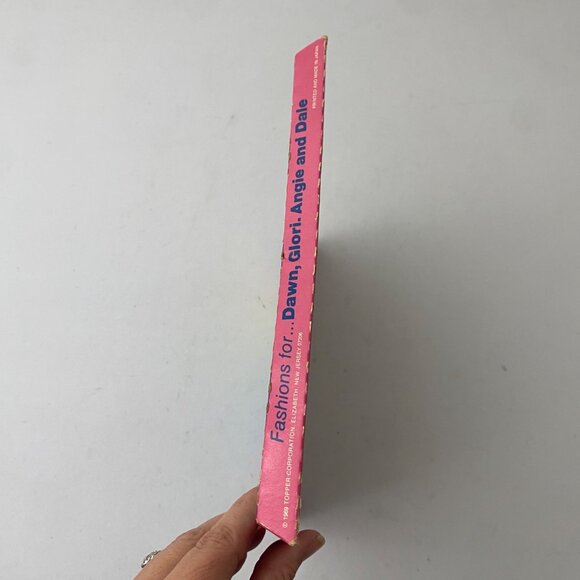 Fashions for...Dawn, Glori. Angie and Dale
© 1969 TOPPER CORPORATION ELIZABETH NEW JERSEY 07206
PRINTED AND MADE IN JAPAN